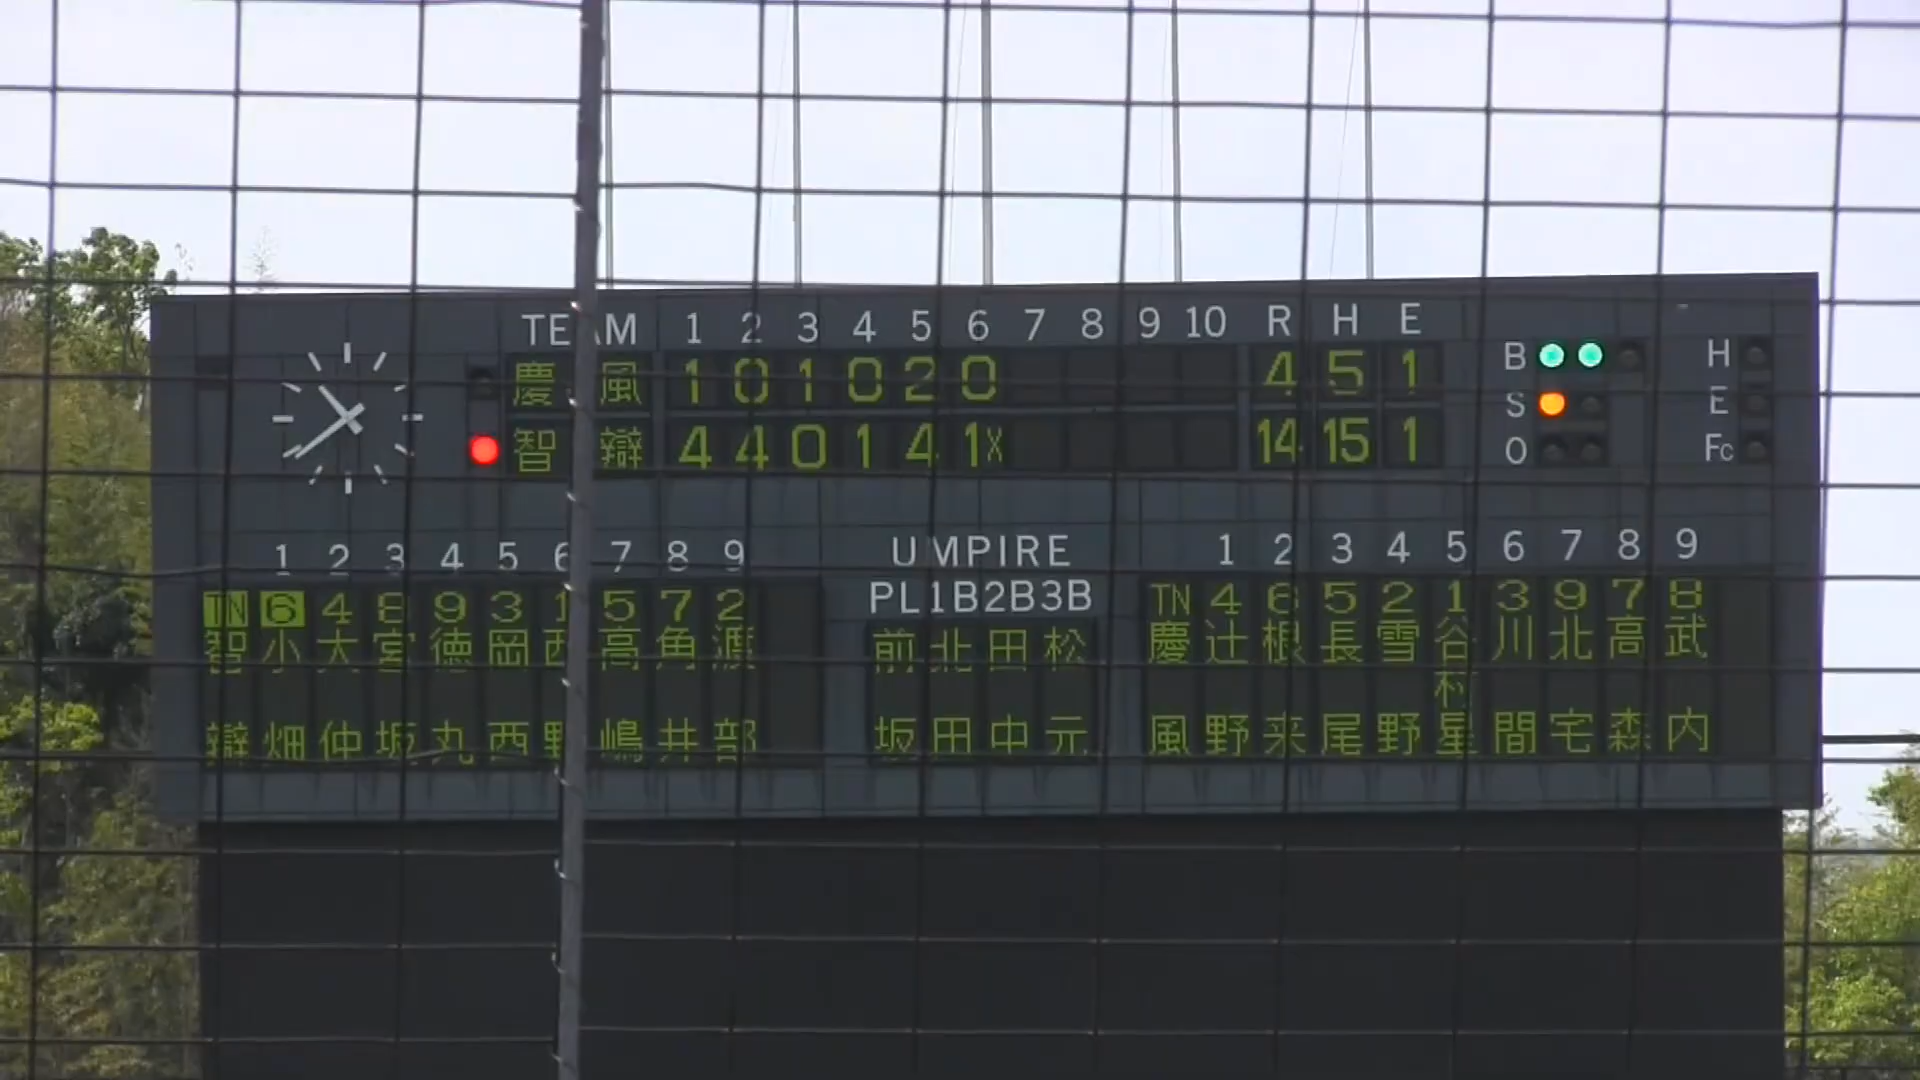 TEAM 1 2 3 4 5 6 7 8 9 10 R H E
慶風 1 0 1 0 2 0 4 5 1
智辯 4 4 0 1 4 1X 14 15 1
B H
S E
O Fc
1 2 3 4 5 6 7 8 9
TN 6 4 8 9 3 1 5 7 2
智辯 小畑 大仲 宮坂 徳丸 岡西 西野 高嶋 角井 渡部
UMPIRE
PL 1B 2B 3B
前坂 北田 田中 松元
1 2 3 4 5 6 7 8 9
TN 4 6 5 2 1 3 9 7 8
慶風 辻野 根来 長尾 雪野 谷村星 川間 北宅 高森 武内